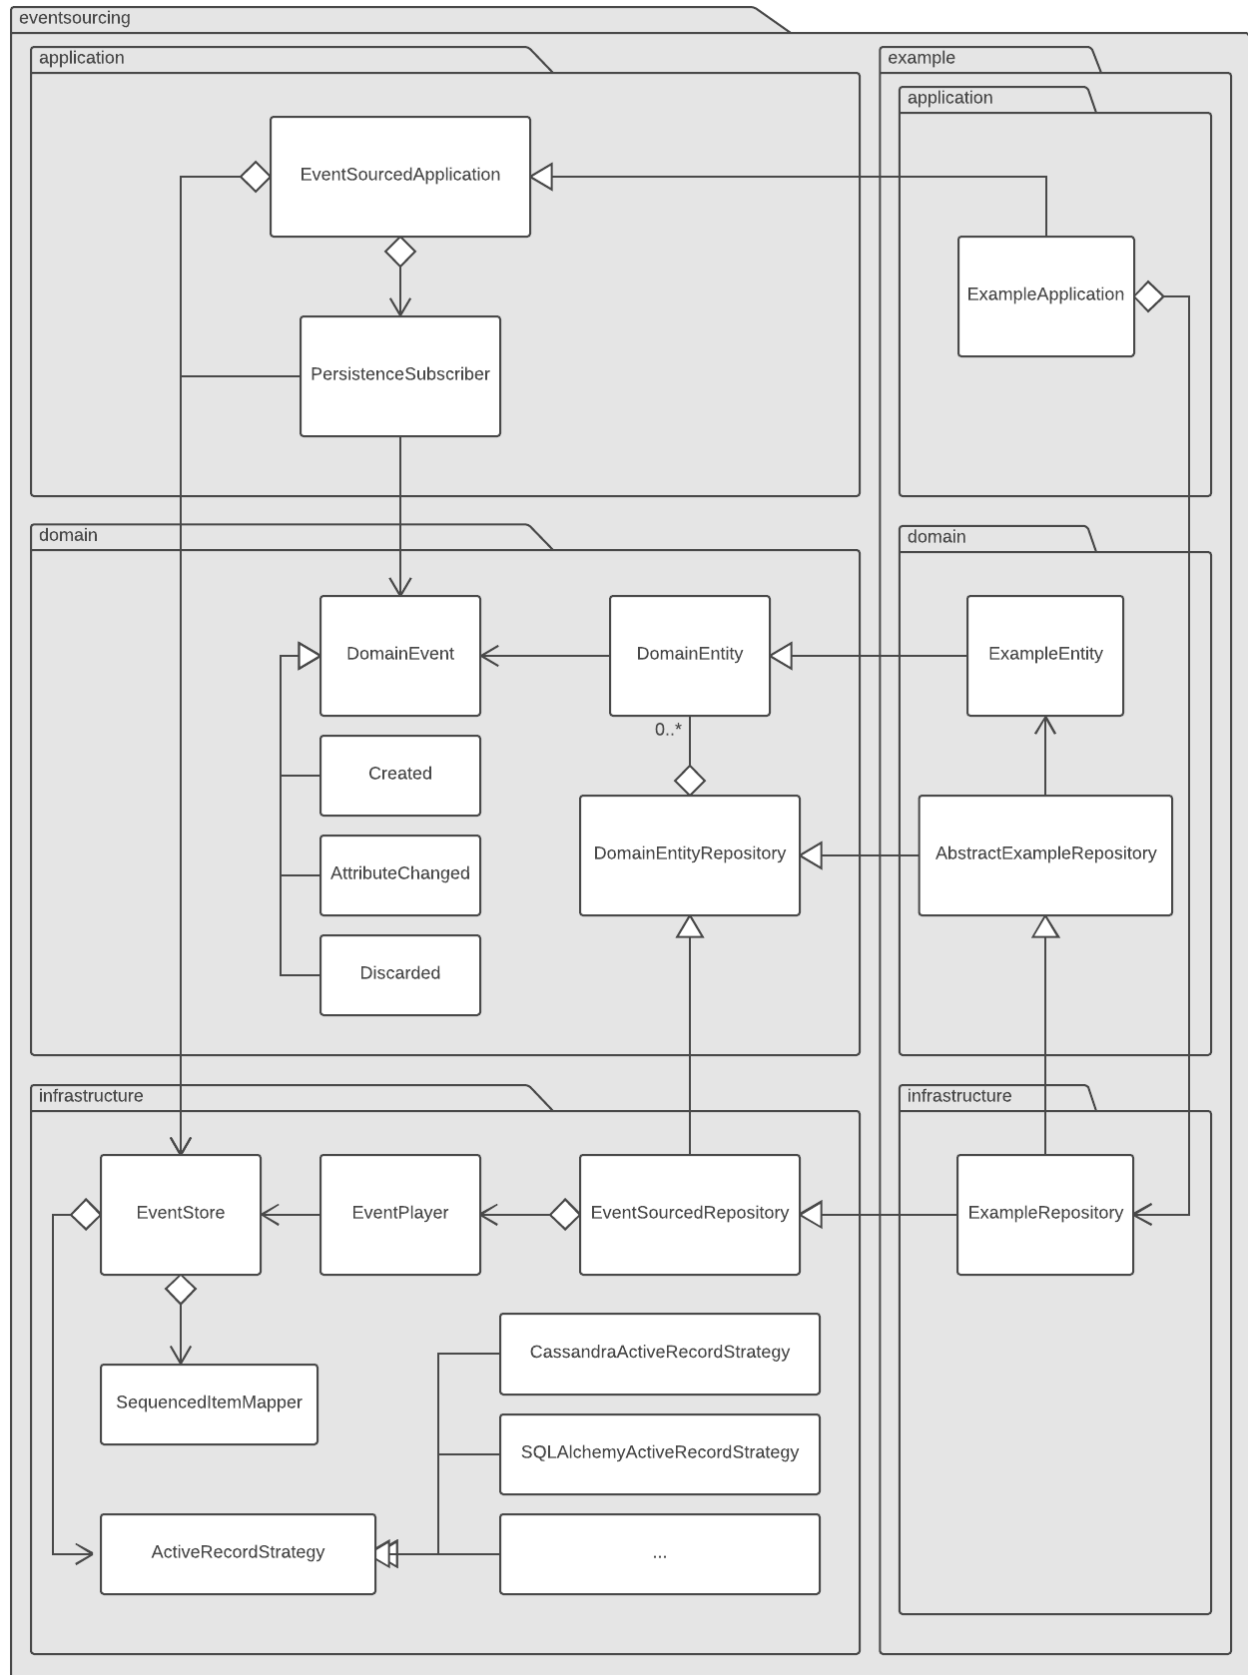 eventsourcing
application
EventSourcedApplication
PersistenceSubscriber
example
application
ExampleApplication
domain
DomainEvent
DomainEntity
0..*
Created
AttributeChanged
Discarded
DomainEntityRepository
domain
ExampleEntity
AbstractExampleRepository
infrastructure
EventStore
EventPlayer
EventSourcedRepository
SequencedItemMapper
CassandraActiveRecordStrategy
SQLAlchemyActiveRecordStrategy
ActiveRecordStrategy
...
infrastructure
ExampleRepository